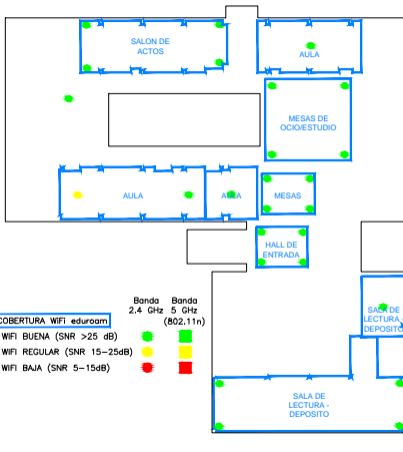 SALON DE
ACTOS
AULA
MESAS DE
OCIO/ESTUDIO
AULA
AULA
MESAS
HALL DE
ENTRADA
Banda
2.4 GHz
Banda
5 GHz
(802.11n)
COBERTURA WiFi eduroam
WIFI BUENA (SNR >25 dB)
WIFI REGULAR (SNR 15-25dB)
WIFI BAJA (SNR 5-15dB)
SALA DE
LECTURA -
DEPOSITO
SALA DE
LECTURA -
DEPOSITO